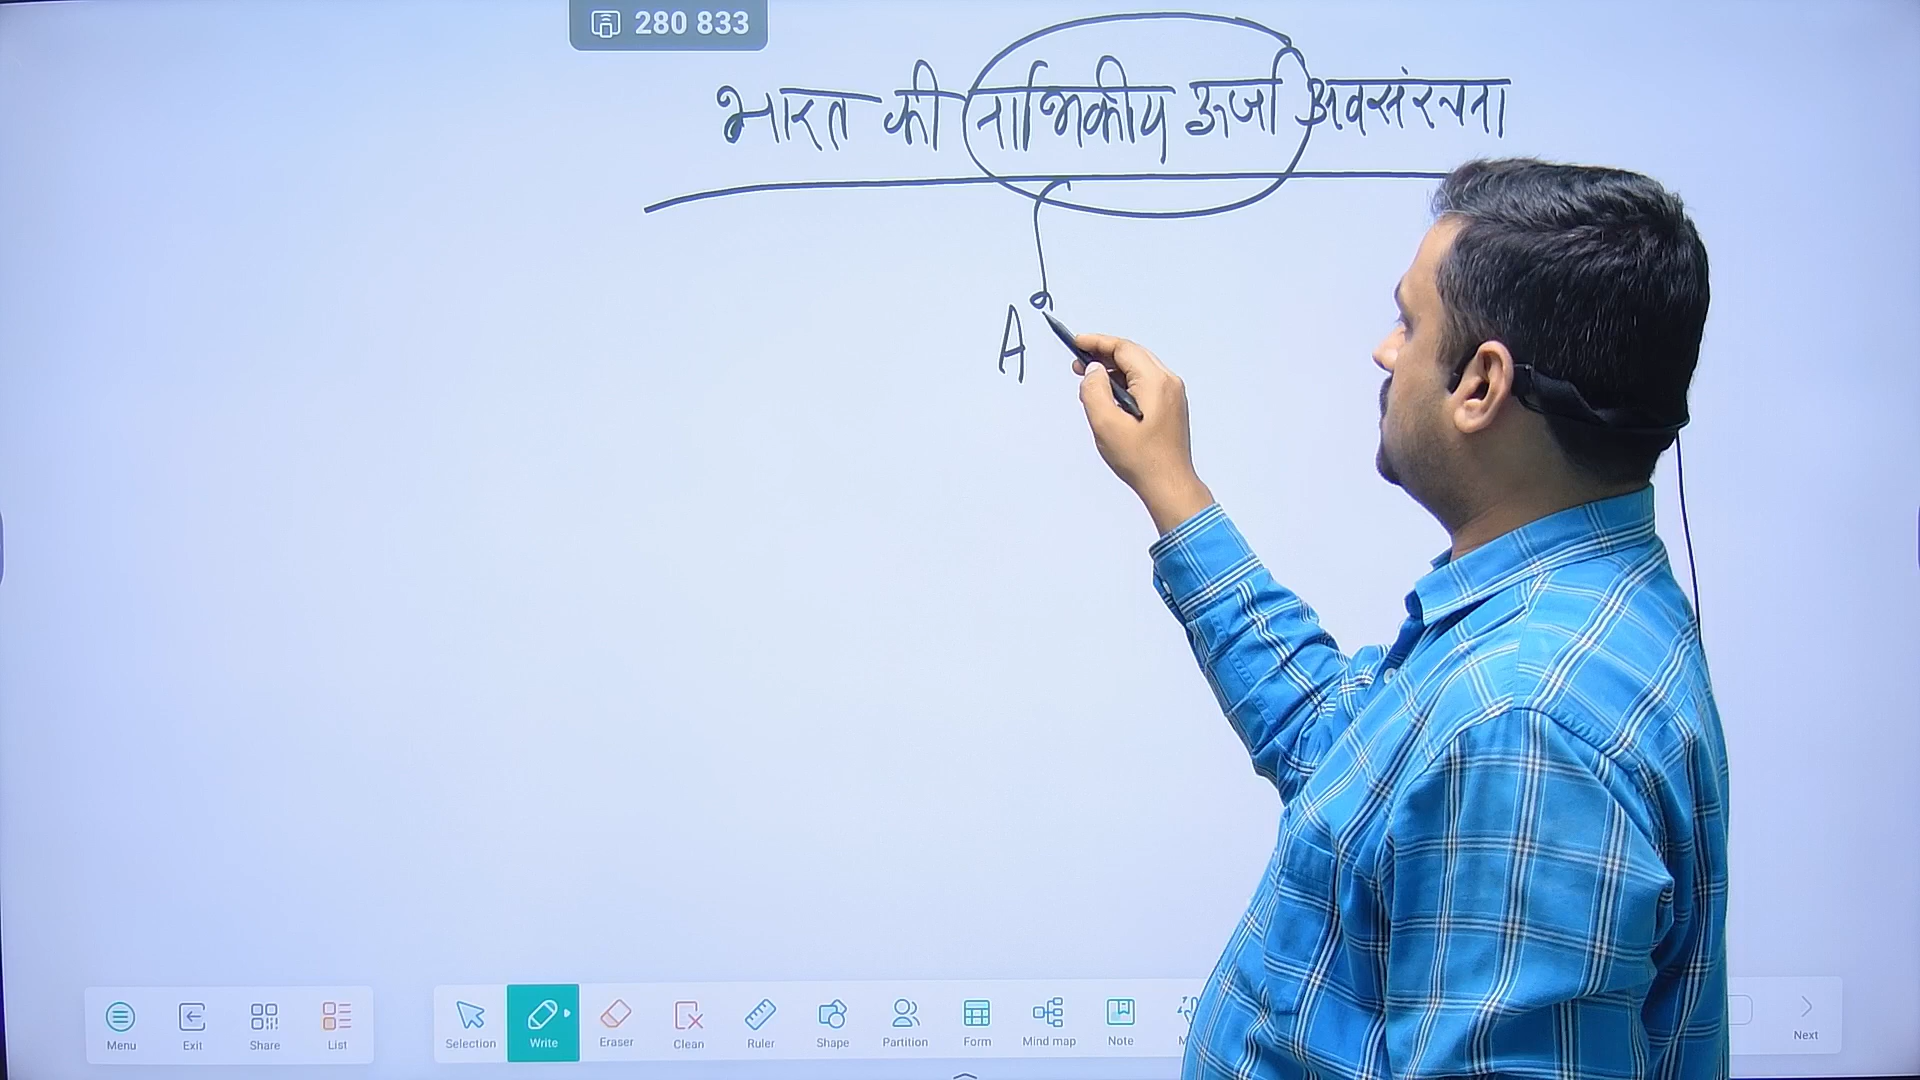 280 833
भारत की नाभिकीय ऊर्जा अवसंरचना
A
Menu Exit Share List Selection Write Eraser Clean Ruler Shape Partition Form Mind map Note Next